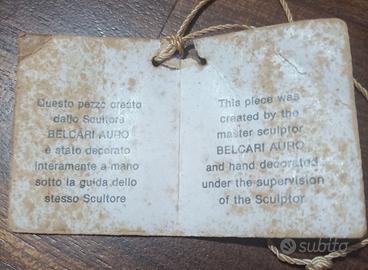 Questo pezzo creato
dallo Scultore
BELCARI AURO
è stato decorato
interamente a mano
sotto la guida dello
stesso Scultore
This piece was
created by the
master sculptor
BELCARI AURO
and hand decorated
under the supervision
of the Sculptor
subito